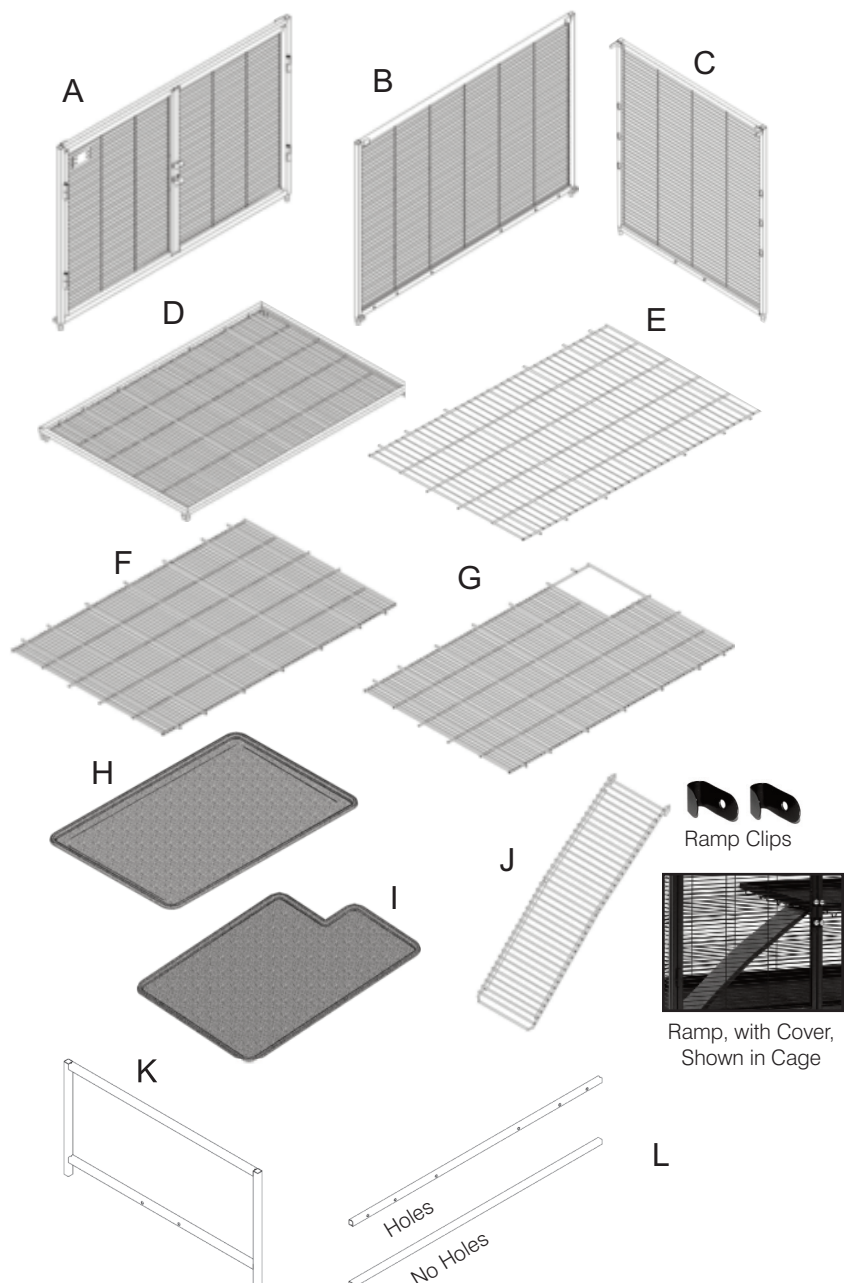 A
B
C
D
E
F
G
H
I
J
Ramp Clips
Ramp, with Cover,
Shown in Cage
K
L
Holes
No Holes